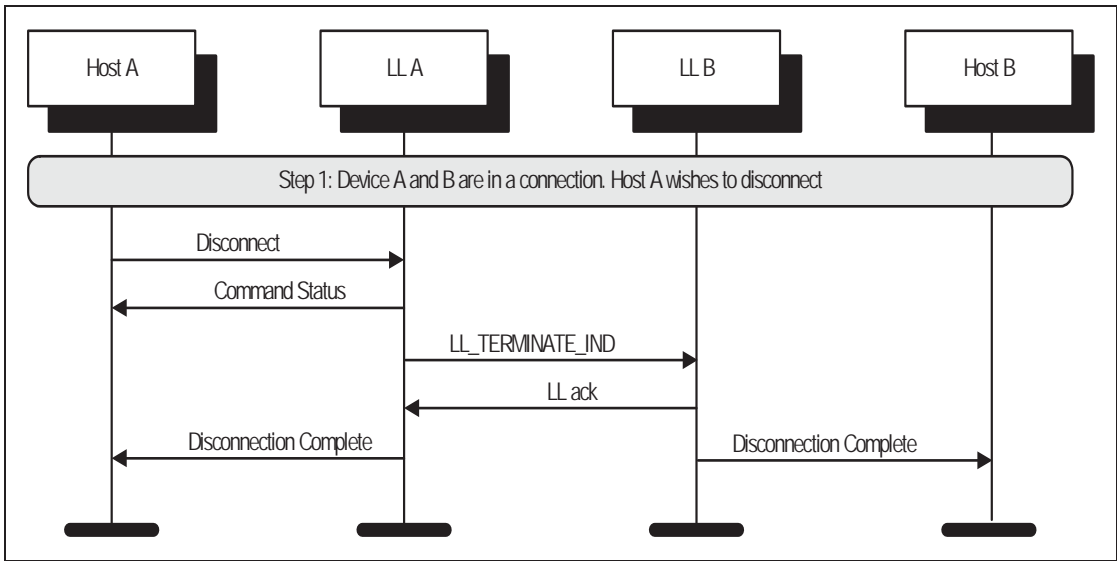 Host A
LL A
LL B
Host B
Step 1: Device A and B are in a connection. Host A wishes to disconnect
Disconnect
Command Status
LL_TERMINATE_IND
LL ack
Disconnection Complete
Disconnection Complete